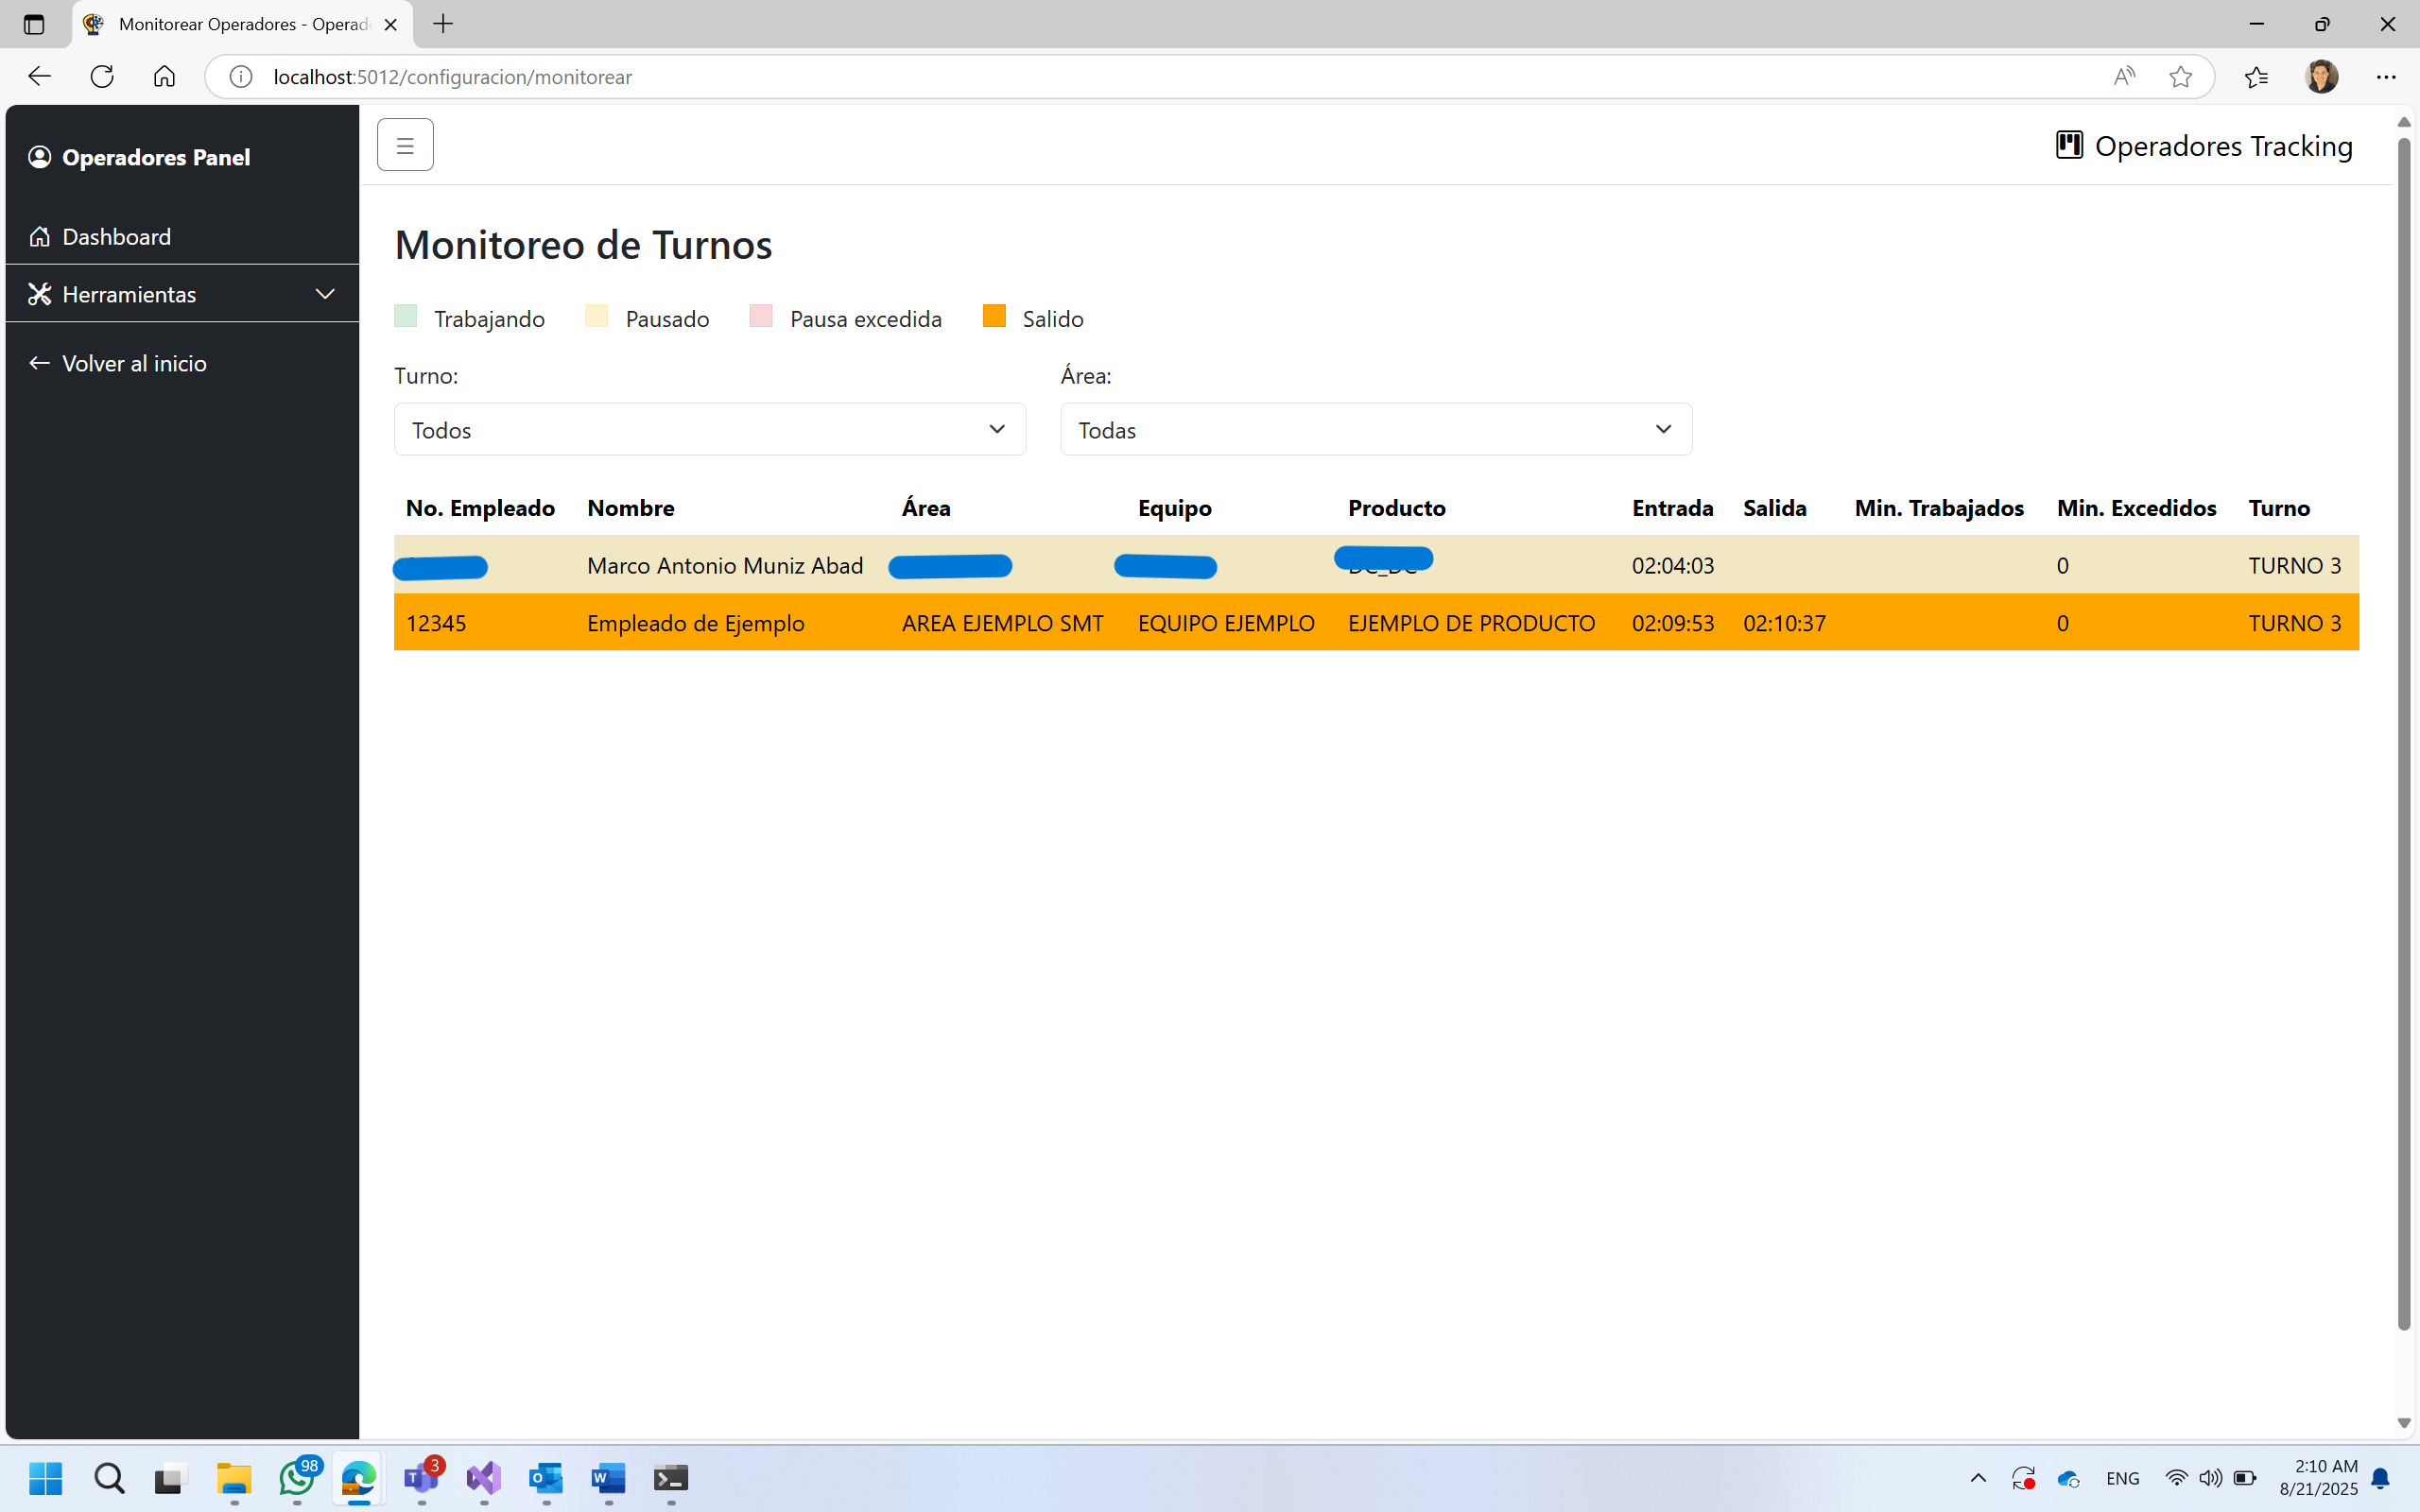 Monitorear Operadores - Operad
localhost:5012/configuracion/monitorear
Operadores Panel
Operadores Tracking
Dashboard
Herramientas
Volver al inicio
Monitoreo de Turnos
Trabajando Pausado Pausa excedida Salido
Turno: Área:
Todos Todas
No. Empleado Nombre Área Equipo Producto Entrada Salida Min. Trabajados Min. Excedidos Turno
Marco Antonio Muniz Abad 02:04:03 0 TURNO 3
12345 Empleado de Ejemplo AREA EJEMPLO SMT EQUIPO EJEMPLO EJEMPLO DE PRODUCTO 02:09:53 02:10:37 0 TURNO 3
98 3
ENG
2:10 AM
8/21/2025